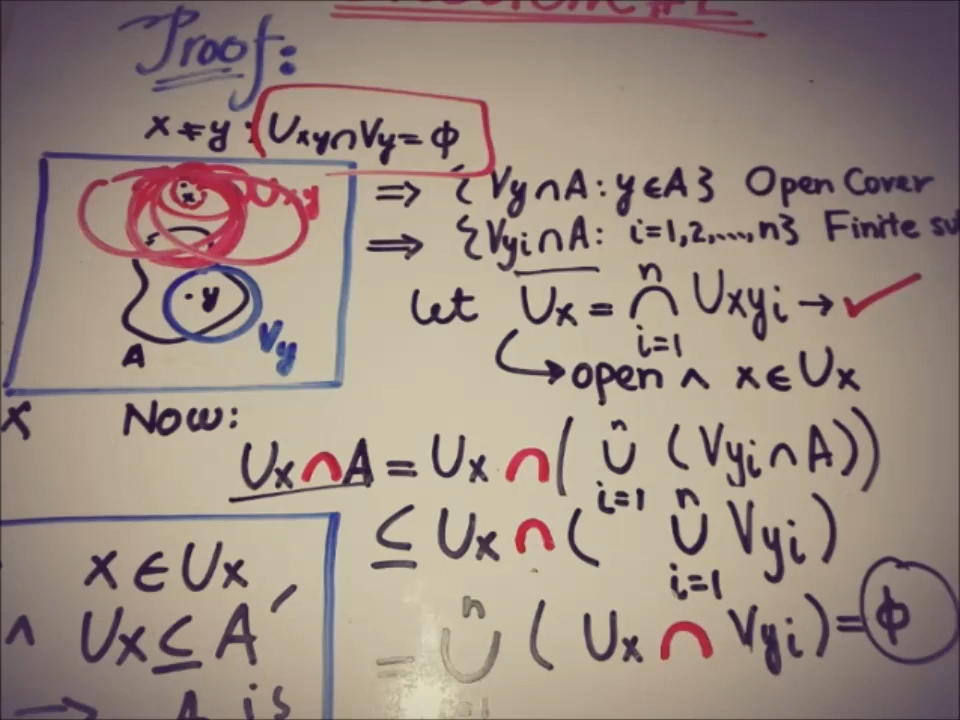 Proof:
x ≠ y : Uxy ∩ Vy = ϕ
x Uxy
⇒ { Vy ∩ A : y ∈ A } Open Cover
⇒ { Vyi ∩ A : i=1,2,...,n } Finite
y Vy
A
let Ux = n ∩ i=1 Uxyi → ✓
↪ open ∧ x ∈ Ux
X Now:
Ux ∩ A = Ux ∩ ( n ∪ i=1 (Vyi ∩ A))
⊆ Ux ∩ ( n ∪ i=1 Vyi )
= n ∪ i=1 ( Ux ∩ Vyi ) = ϕ
x ∈ Ux
∧ Ux ⊆ A′
→ A is